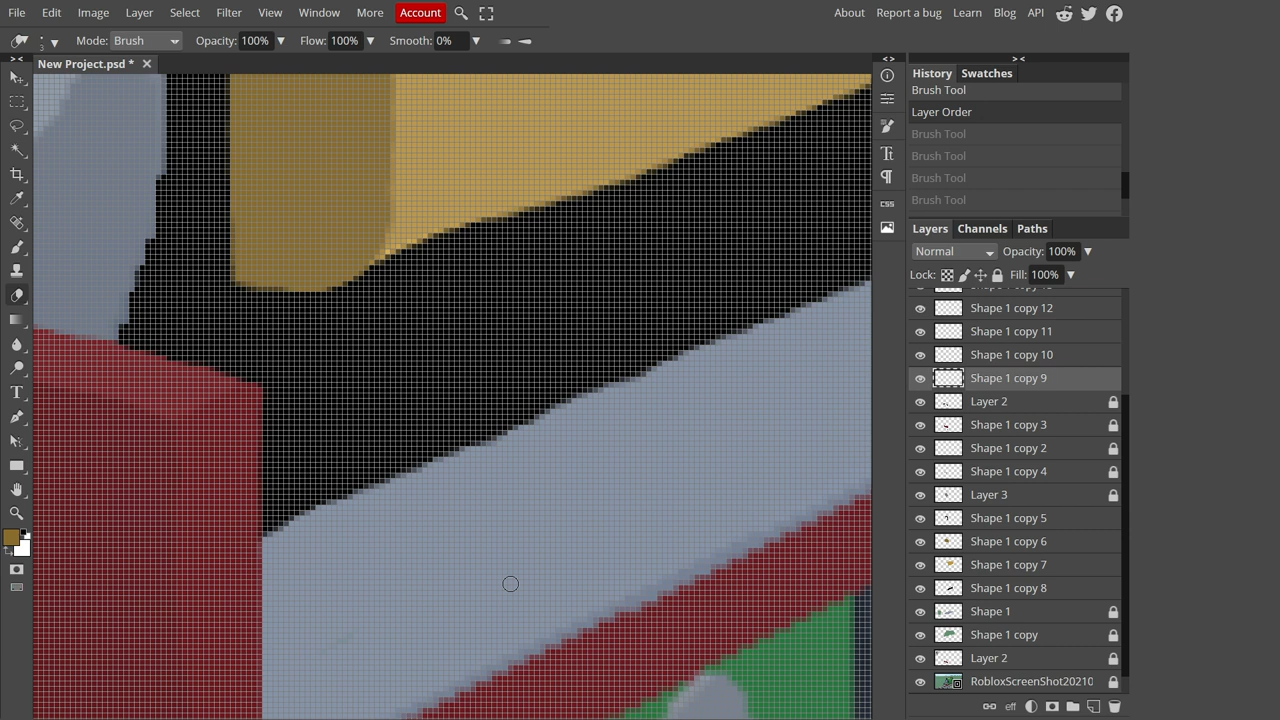 File Edit Image Layer Select Filter View Window More Account About Report a bug Learn Blog API
3 Mode: Brush Opacity: 100% Flow: 100% Smooth: 0%
New Project.psd *
History Swatches
Brush Tool
Layer Order
Brush Tool
Brush Tool
Brush Tool
Brush Tool
Layers Channels Paths
Normal Opacity: 100%
Lock: Fill: 100%
Shape 1 copy 12
Shape 1 copy 11
Shape 1 copy 10
Shape 1 copy 9
Layer 2
Shape 1 copy 3
Shape 1 copy 2
Shape 1 copy 4
Layer 3
Shape 1 copy 5
Shape 1 copy 6
Shape 1 copy 7
Shape 1 copy 8
Shape 1
Shape 1 copy
Layer 2
RobloxScreenShot20210
css
eff